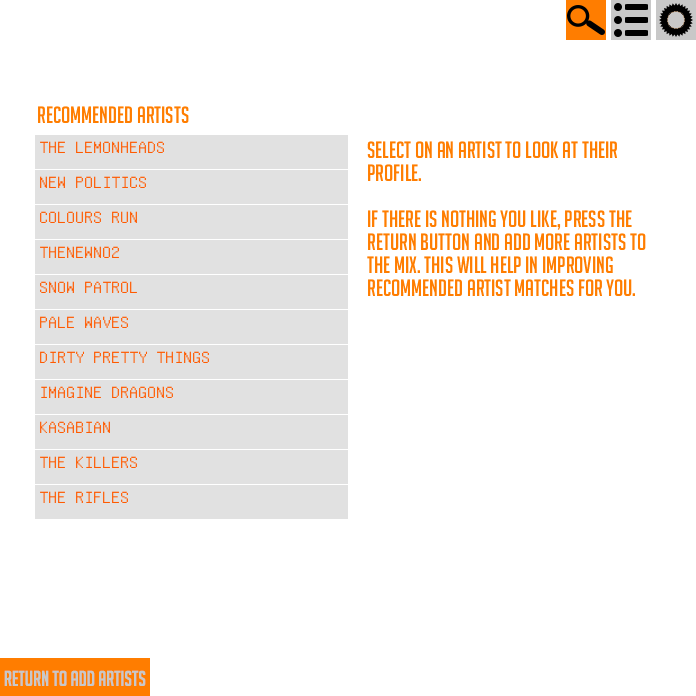 RECOMMENDED ARTISTS
THE LEMONHEADS
NEW POLITICS
COLOURS RUN
THENEWNO2
SNOW PATROL
PALE WAVES
DIRTY PRETTY THINGS
IMAGINE DRAGONS
KASABIAN
THE KILLERS
THE RIFLES
SELECT ON AN ARTIST TO LOOK AT THEIR
PROFILE.
IF THERE IS NOTHING YOU LIKE, PRESS THE
RETURN BUTTON AND ADD MORE ARTISTS TO
THE MIX. THIS WILL HELP IN IMPROVING
RECOMMENDED ARTIST MATCHES FOR YOU.
RETURN TO ADD ARTISTS